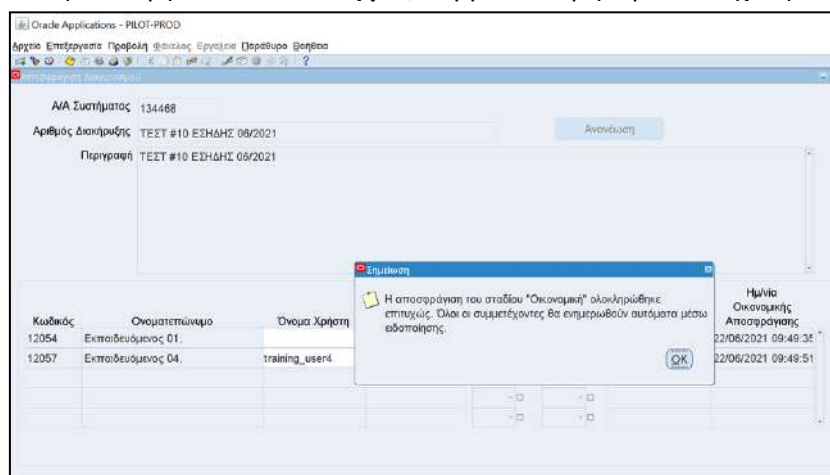 Oracle Applications - PILOT-PROD
Αρχείο Επεξεργασία Προβολή Φάκελος Εργαλεία Παράθυρο Βοήθεια
Αποσφράγιση Διαγωνισμού
Α/Α Συστήματος 134468
Αριθμός Διακήρυξης ΤΕΣΤ #10 ΕΣΗΔΗΣ 06/2021 Ανανέωση
Περιγραφή ΤΕΣΤ #10 ΕΣΗΔΗΣ 06/2021
Σημείωση
Η αποσφράγιση του σταδίου "Οικονομική" ολοκληρώθηκε
επιτυχώς. Όλοι οι συμμετέχοντες θα ενημερωθούν αυτόματα μέσω
ειδοποίησης.
OK
Κωδικός Ονοματεπώνυμο Όνομα Χρήστη Ημ/νία Οικονομικής Αποσφράγισης
12054 Εκπαιδευόμενος 01, 22/06/2021 09:49:35
12057 Εκπαιδευόμενος 04, training_user4 22/06/2021 09:49:51